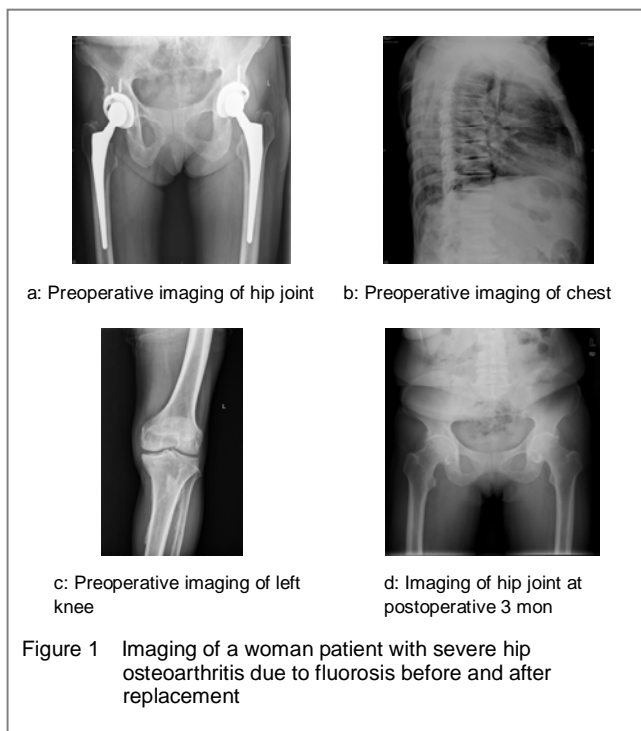 a: Preoperative imaging of hip joint
b: Preoperative imaging of chest
L
c: Preoperative imaging of left
knee
d: Imaging of hip joint at
postoperative 3 mon
Figure 1 Imaging of a woman patient with severe hip
osteoarthritis due to fluorosis before and after
replacement